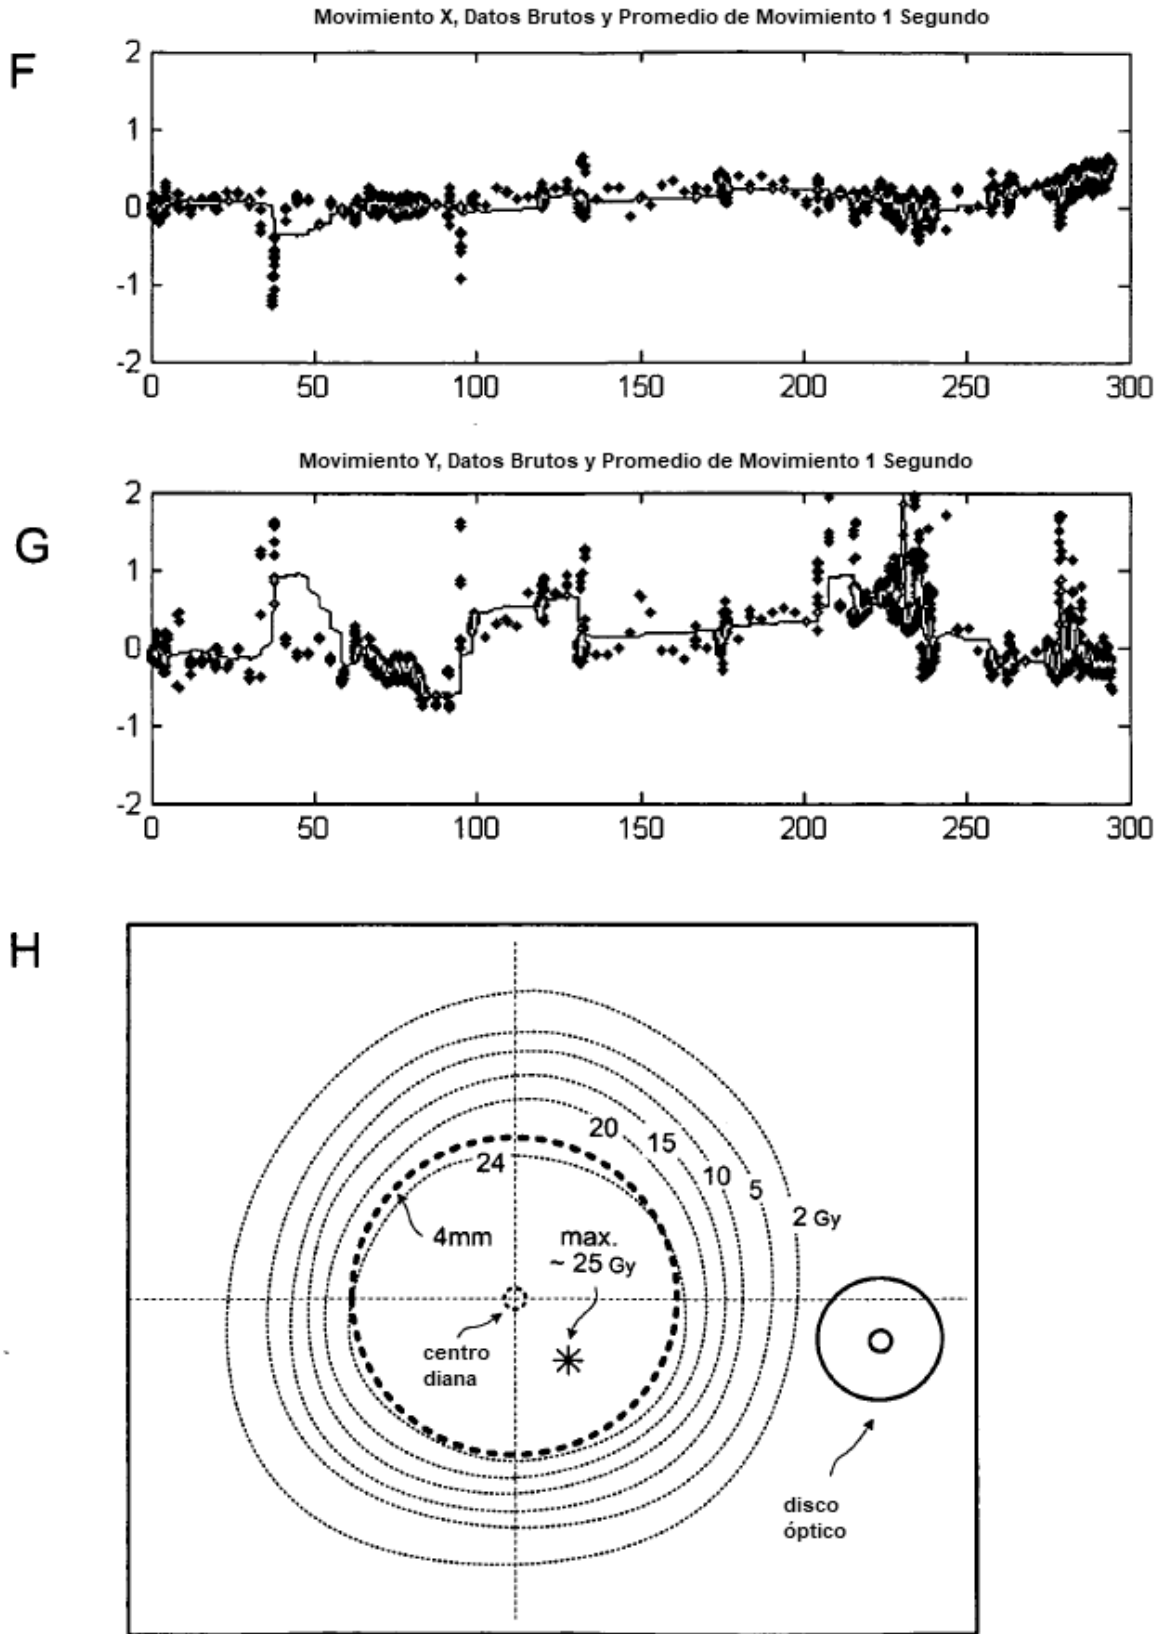 Movimiento X, Datos Brutos y Promedio de Movimiento 1 Segundo
F
2
1
0
-1
-2
0 50 100 150 200 250 300
Movimiento Y, Datos Brutos y Promedio de Movimiento 1 Segundo
G
2
1
0
-1
-2
0 50 100 150 200 250 300
H
20
15
24
10
5
2 Gy
4mm
max.
~ 25 Gy
centro
diana
disco
óptico